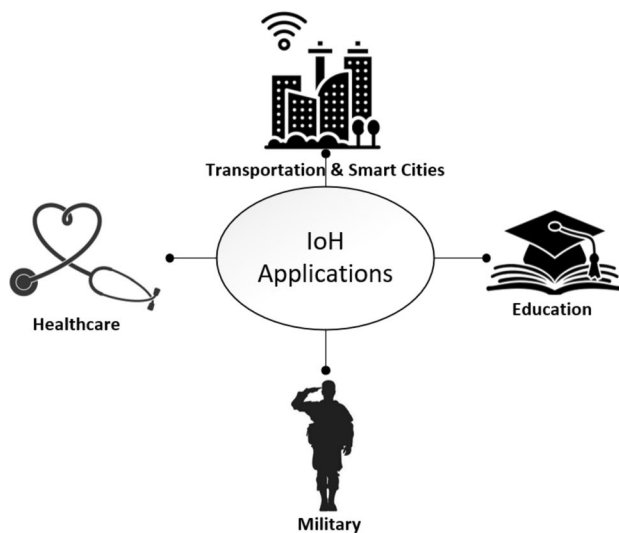 Transportation & Smart Cities
IoH
Applications
Healthcare
Education
Military